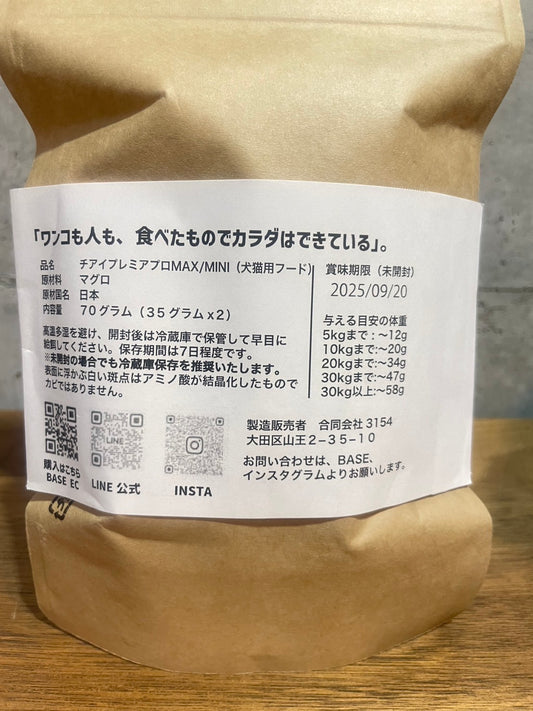 「ワンコも人も、食べたものでカラダはできている」。
品名 チアイプレミアプロMAX/MINI（犬猫用フード）
原材料 マグロ
原材国名 日本
内容量 70グラム（35グラムx2）
賞味期限（未開封）
2025/09/20
高温多湿を避け、開封後は冷蔵庫で保管して早目に
給餌してください。保存期間は7日程度です。
※未開封の場合でも冷蔵庫保存を推奨いたします。
表面に浮かぶ白い斑点はアミノ酸が結晶化したもので
カビではありません。
与える目安の体重
5kgまで：〜12g
10kgまで:〜20g
20kgまで:〜34g
30kgまで:〜47g
30kg以上:〜58g
LINE
購入はこちら
BASE EC
LINE 公式
INSTA
製造販売者 合同会社3154
大田区山王2−35−10
お問い合わせは、BASE、
インスタグラムよりお願いします。